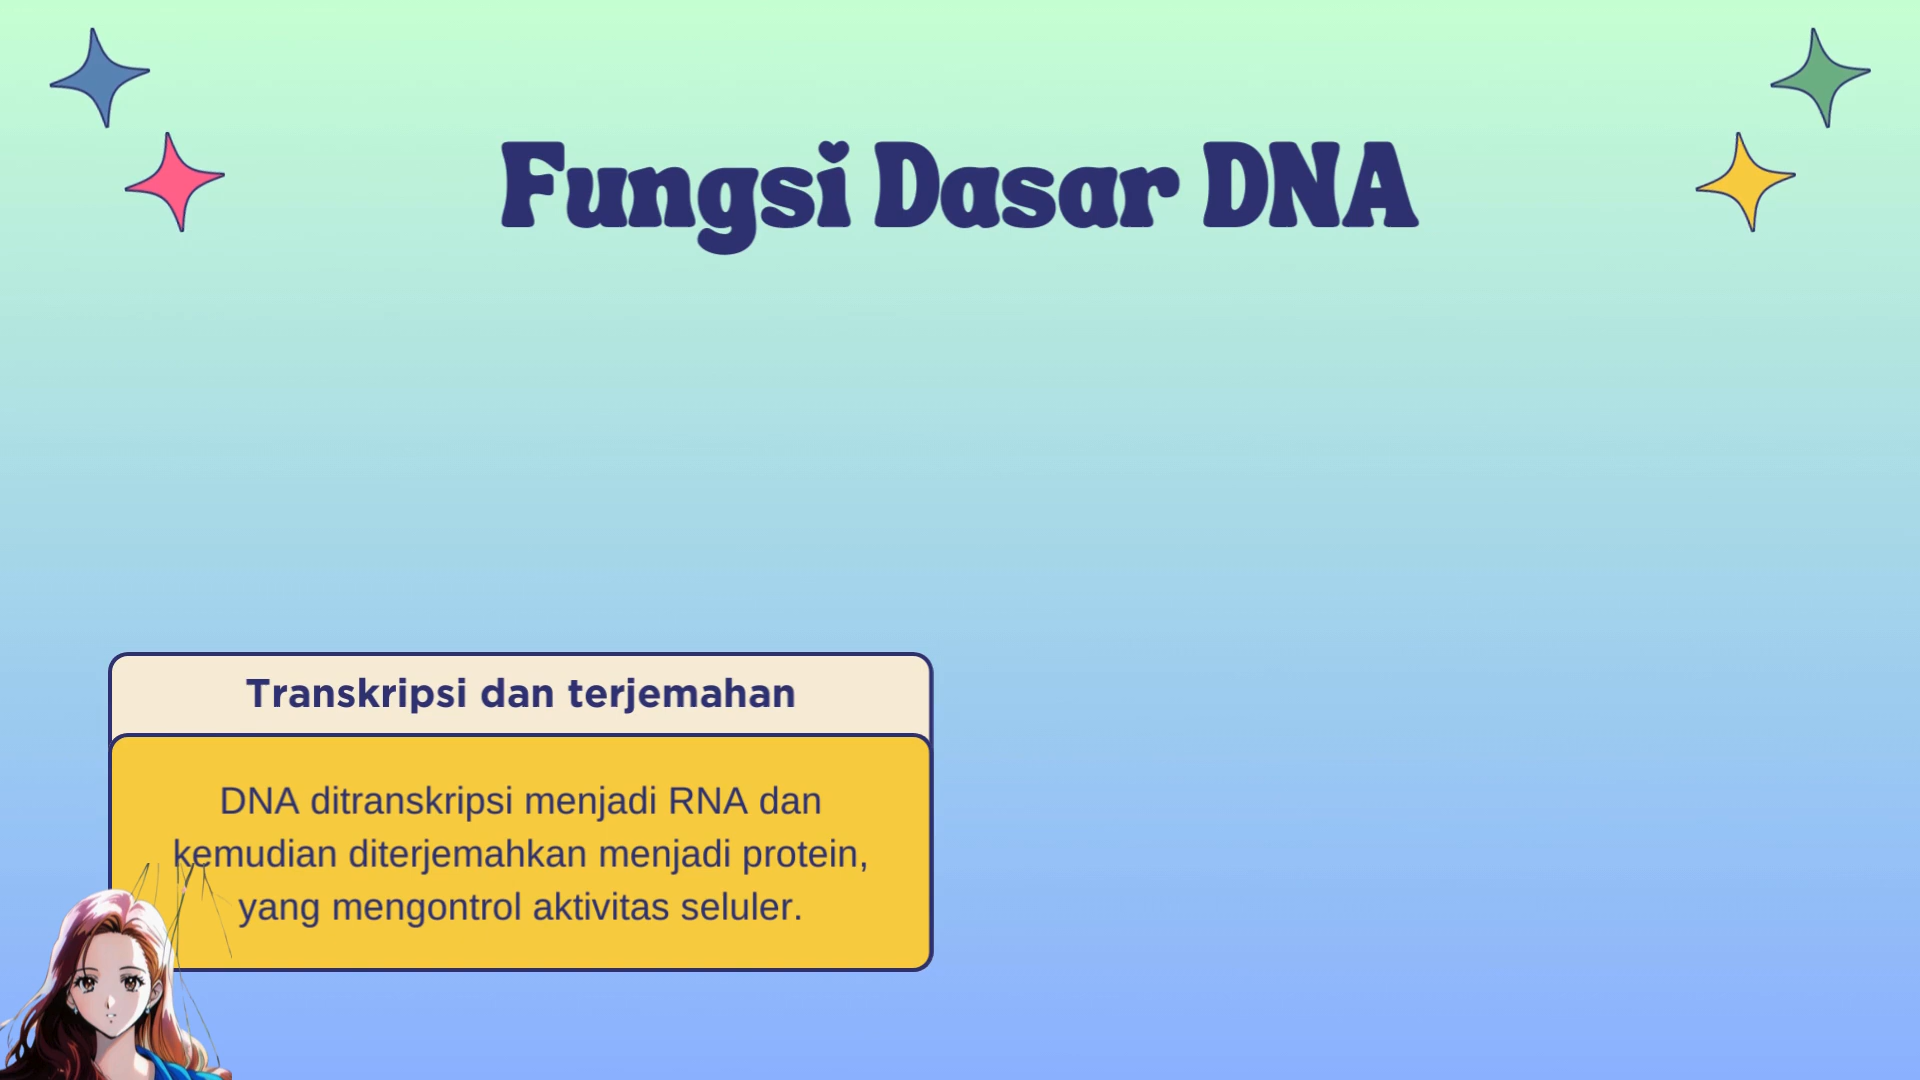 Fungsi Dasar DNA
Transkripsi dan terjemahan
DNA ditranskripsi menjadi RNA dan
kemudian diterjemahkan menjadi protein,
yang mengontrol aktivitas seluler.